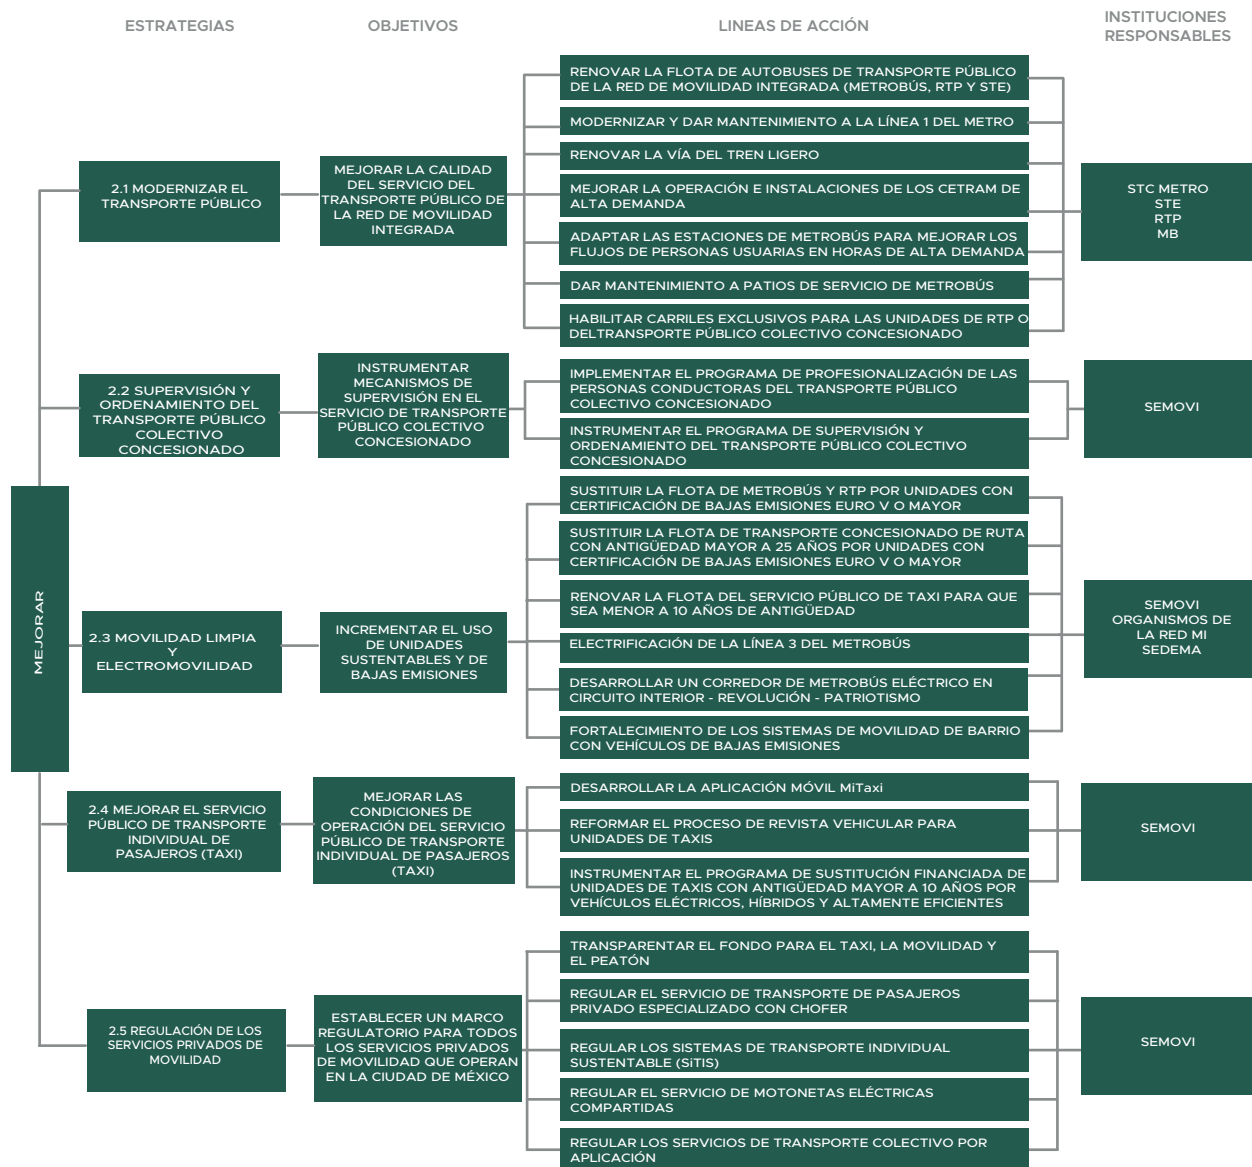 ESTRATEGIAS
OBJETIVOS
LINEAS DE ACCIÓN
INSTITUCIONES
RESPONSABLES
MEJORAR
2.1 MODERNIZAR EL
TRANSPORTE PÚBLICO
MEJORAR LA CALIDAD
DEL SERVICIO DEL
TRANSPORTE PÚBLICO DE
LA RED DE MOVILIDAD
INTEGRADA
RENOVAR LA FLOTA DE AUTOBUSES DE TRANSPORTE PÚBLICO
DE LA RED DE MOVILIDAD INTEGRADA (METROBÚS, RTP Y STE)
MODERNIZAR Y DAR MANTENIMIENTO A LA LÍNEA 1 DEL METRO
RENOVAR LA VÍA DEL TREN LIGERO
MEJORAR LA OPERACIÓN E INSTALACIONES DE LOS CETRAM DE
ALTA DEMANDA
ADAPTAR LAS ESTACIONES DE METROBÚS PARA MEJORAR LOS
FLUJOS DE PERSONAS USUARIAS EN HORAS DE ALTA DEMANDA
DAR MANTENIMIENTO A PATIOS DE SERVICIO DE METROBÚS
HABILITAR CARRILES EXCLUSIVOS PARA LAS UNIDADES DE RTP O
DELTRANSPORTE PÚBLICO COLECTIVO CONCESIONADO
STC METRO
STE
RTP
MB
2.2 SUPERVISIÓN Y
ORDENAMIENTO DEL
TRANSPORTE PÚBLICO
COLECTIVO
CONCESIONADO
INSTRUMENTAR
MECANISMOS DE
SUPERVISIÓN EN EL
SERVICIO DE TRANSPORTE
PÚBLICO COLECTIVO
CONCESIONADO
IMPLEMENTAR EL PROGRAMA DE PROFESIONALIZACIÓN DE LAS
PERSONAS CONDUCTORAS DEL TRANSPORTE PÚBLICO
COLECTIVO CONCESIONADO
INSTRUMENTAR EL PROGRAMA DE SUPERVISIÓN Y
ORDENAMIENTO DEL TRANSPORTE PÚBLICO COLECTIVO
CONCESIONADO
SEMOVI
2.3 MOVILIDAD LIMPIA
Y
ELECTROMOVILIDAD
INCREMENTAR EL USO
DE UNIDADES
SUSTENTABLES Y DE
BAJAS EMISIONES
SUSTITUIR LA FLOTA DE METROBÚS Y RTP POR UNIDADES CON
CERTIFICACIÓN DE BAJAS EMISIONES EURO V O MAYOR
SUSTITUIR LA FLOTA DE TRANSPORTE CONCESIONADO DE RUTA
CON ANTIGÜEDAD MAYOR A 25 AÑOS POR UNIDADES CON
CERTIFICACIÓN DE BAJAS EMISIONES EURO V O MAYOR
RENOVAR LA FLOTA DEL SERVICIO PÚBLICO DE TAXI PARA QUE
SEA MENOR A 10 AÑOS DE ANTIGÜEDAD
ELECTRIFICACIÓN DE LA LÍNEA 3 DEL METROBÚS
DESARROLLAR UN CORREDOR DE METROBÚS ELÉCTRICO EN
CIRCUITO INTERIOR - REVOLUCIÓN - PATRIOTISMO
FORTALECIMIENTO DE LOS SISTEMAS DE MOVILIDAD DE BARRIO
CON VEHÍCULOS DE BAJAS EMISIONES
SEMOVI
ORGANISMOS DE
LA RED MI
SEDEMA
2.4 MEJORAR EL SERVICIO
PÚBLICO DE TRANSPORTE
INDIVIDUAL DE
PASAJEROS (TAXI)
MEJORAR LAS
CONDICIONES DE
OPERACIÓN DEL SERVICIO
PÚBLICO DE TRANSPORTE
INDIVIDUAL DE PASAJEROS
(TAXI)
DESARROLLAR LA APLICACIÓN MÓVIL MiTaxi
REFORMAR EL PROCESO DE REVISTA VEHICULAR PARA
UNIDADES DE TAXIS
INSTRUMENTAR EL PROGRAMA DE SUSTITUCIÓN FINANCIADA DE
UNIDADES DE TAXIS CON ANTIGÜEDAD MAYOR A 10 AÑOS POR
VEHÍCULOS ELÉCTRICOS, HÍBRIDOS Y ALTAMENTE EFICIENTES
SEMOVI
2.5 REGULACIÓN DE LOS
SERVICIOS PRIVADOS DE
MOVILIDAD
ESTABLECER UN MARCO
REGULATORIO PARA TODOS
LOS SERVICIOS PRIVADOS
DE MOVILIDAD QUE OPERAN
EN LA CIUDAD DE MÉXICO
TRANSPARENTAR EL FONDO PARA EL TAXI, LA MOVILIDAD Y
EL PEATÓN
REGULAR EL SERVICIO DE TRANSPORTE DE PASAJEROS
PRIVADO ESPECIALIZADO CON CHOFER
REGULAR LOS SISTEMAS DE TRANSPORTE INDIVIDUAL
SUSTENTABLE (SiTIS)
REGULAR EL SERVICIO DE MOTONETAS ELÉCTRICAS
COMPARTIDAS
REGULAR LOS SERVICIOS DE TRANSPORTE COLECTIVO POR
APLICACIÓN
SEMOVI